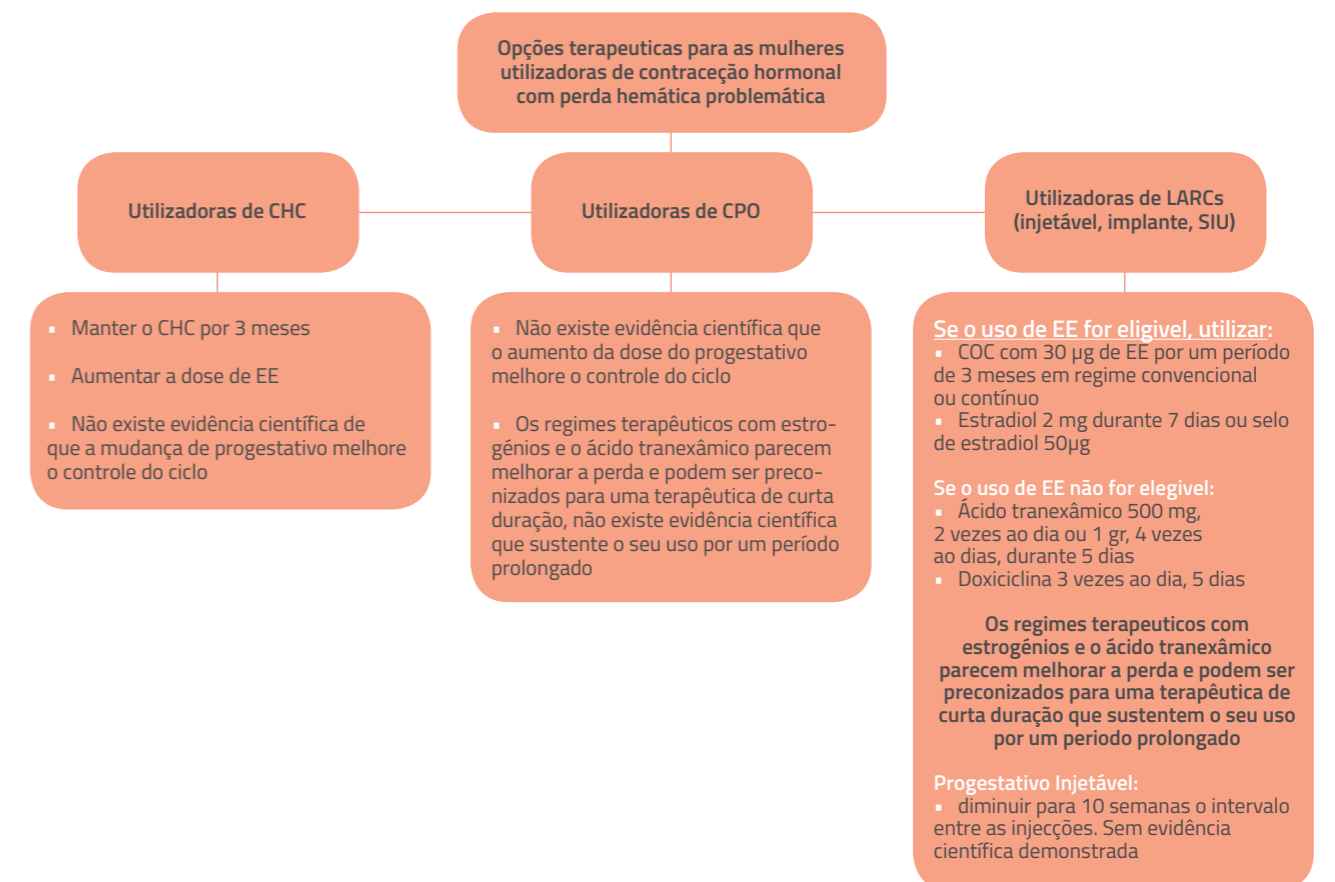 Opções terapeuticas para as mulheres
utilizadoras de contraceção hormonal
com perda hemática problemática
Utilizadoras de CHC
Utilizadoras de CPO
Utilizadoras de LARCs
(injetável, implante, SIU)
▪ Manter o CHC por 3 meses
▪ Aumentar a dose de EE
▪ Não existe evidência científica de
que a mudança de progestativo melhore
o controle do ciclo
▪ Não existe evidência científica que
o aumento da dose do progestativo
melhore o controle do ciclo
▪ Os regimes terapêuticos com estro-
génios e o ácido tranexâmico parecem
melhorar a perda e podem ser preco-
nizados para uma terapêutica de curta
duração, não existe evidência científica
que sustente o seu uso por um período
prolongado
Se o uso de EE for eligivel, utilizar:
▪ COC com 30 µg de EE por um período
de 3 meses em regime convencional
ou contínuo
▪ Estradiol 2 mg durante 7 dias ou selo
de estradiol 50µg
Se o uso de EE não for elegivel:
▪ Ácido tranexâmico 500 mg,
2 vezes ao dia ou 1 gr, 4 vezes
ao dias, durante 5 dias
▪ Doxiciclina 3 vezes ao dia, 5 dias
Os regimes terapeuticos com
estrogénios e o ácido tranexâmico
parecem melhorar a perda e podem ser
preconizados para uma terapêutica de
curta duração que sustentem o seu uso
por um periodo prolongado
Progestativo Injetável:
▪ diminuir para 10 semanas o intervalo
entre as injecções. Sem evidência
científica demonstrada